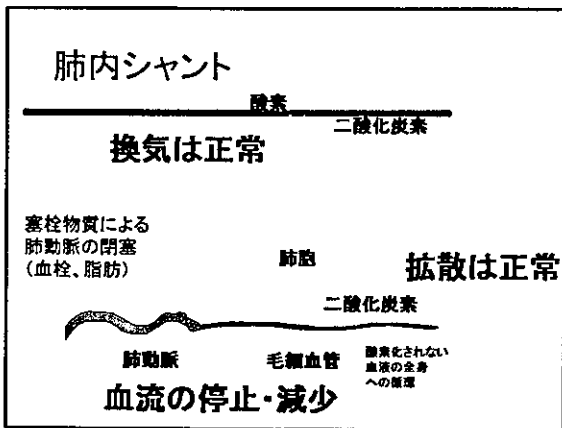 肺内シャント
酸素
二酸化炭素
換気は正常
塞栓物質による
肺動脈の閉塞
(血栓、脂肪)
肺胞
拡散は正常
二酸化炭素
肺動脈
毛細血管
酸素化されない
血液の全身
への循環
血流の停止・減少